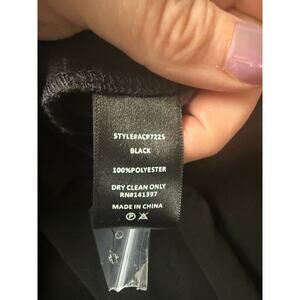 STYLE#ACP7225
BLACK
100%POLYESTER
DRY CLEAN ONLY
RN#141397
MADE IN CHINA
P